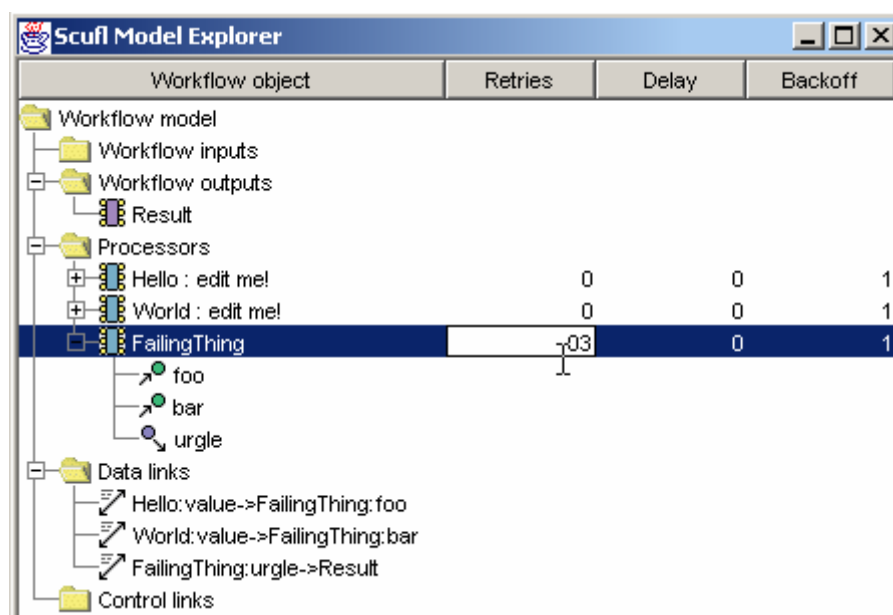 Scufl Model Explorer
Workflow object Retries Delay Backoff
Workflow model
Workflow inputs
Workflow outputs
Result
Processors
Hello : edit me! 0 0 1
World : edit me! 0 0 1
FailingThing 03 0 1
foo
bar
urgle
Data links
Hello:value->FailingThing:foo
World:value->FailingThing:bar
FailingThing:urgle->Result
Control links